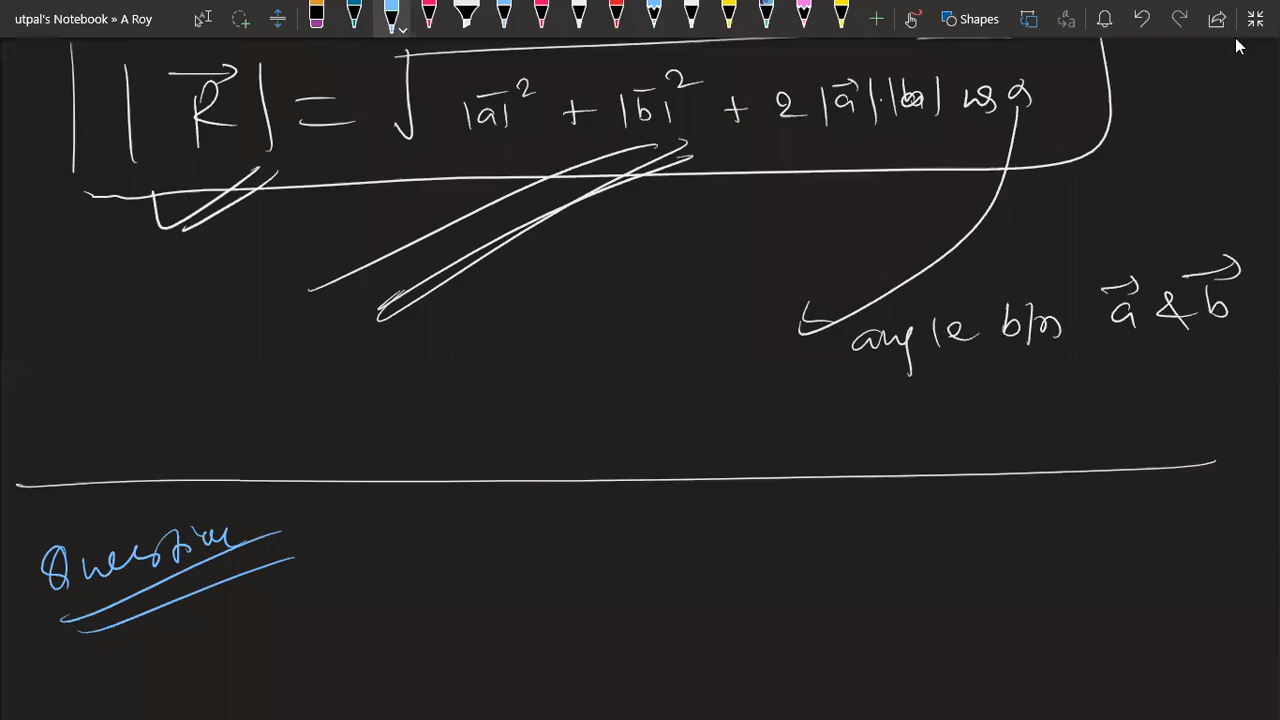 utpal's Notebook » A Roy
Shapes
|R⃗| = √|a̅|² + |b̅|² + 2|a⃗|.|b| cos
angle b/n a⃗ & b⃗
Question